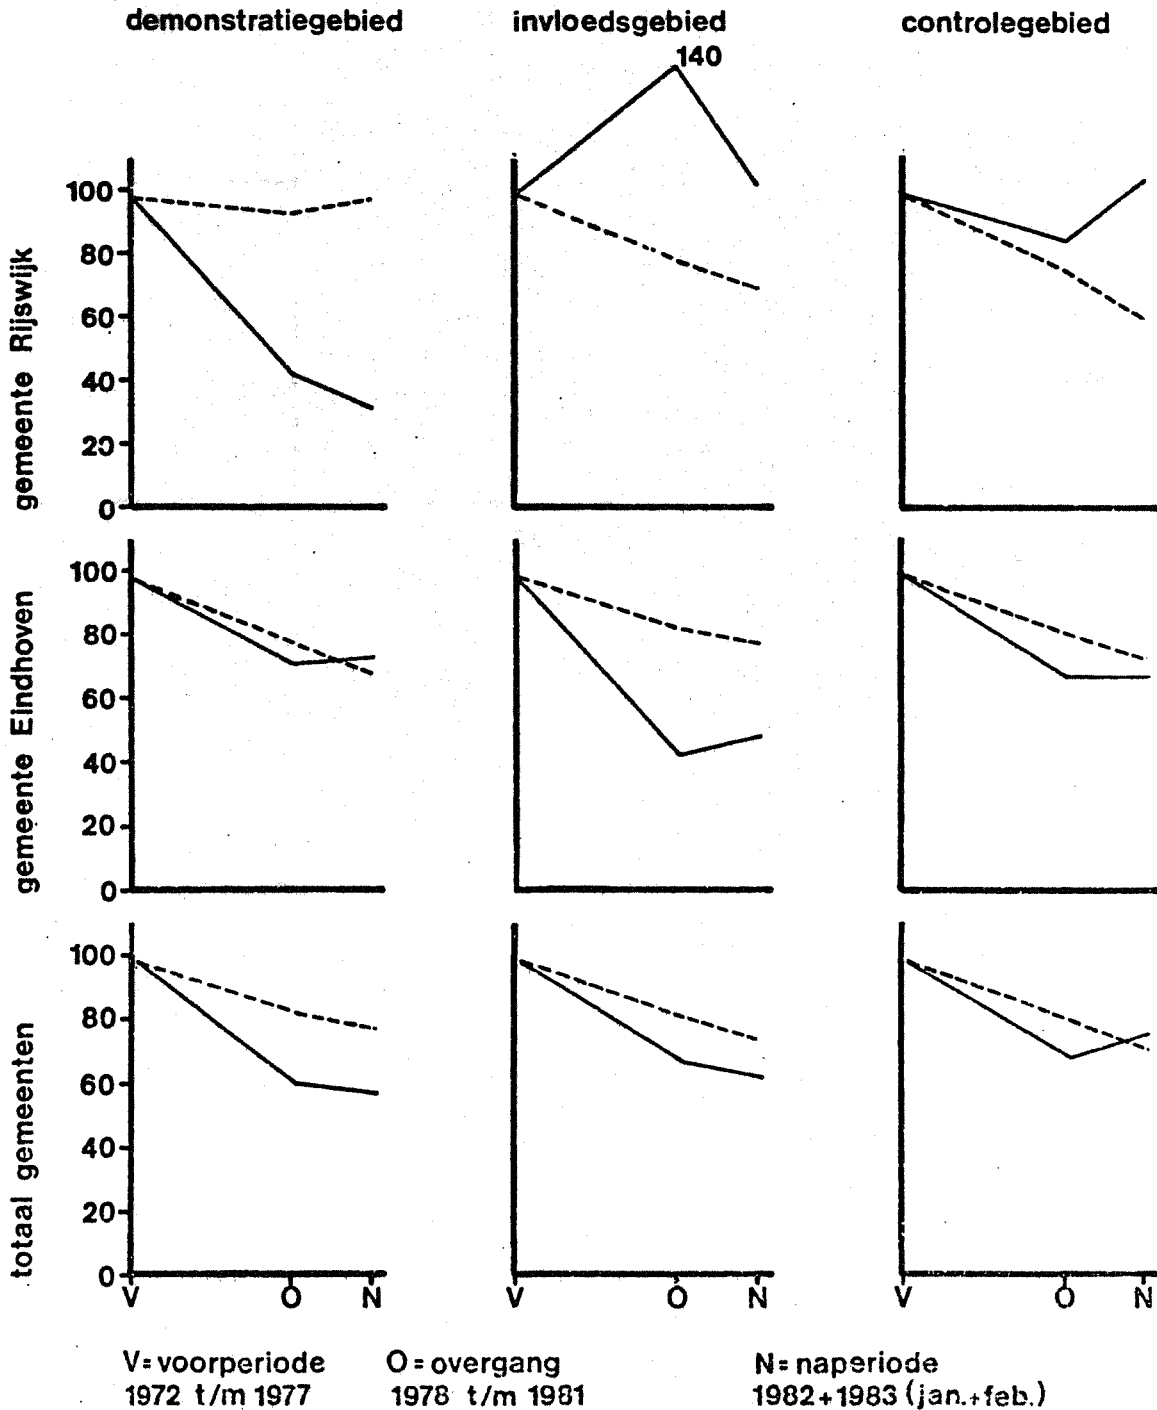 demonstratiegebied invloedsgebied controlegebied
140
gemeente Rijswijk
100
80
60
40
20
0
gemeente Eindhoven
100
80
60
40
20
0
totaal gemeenten
100
80
60
40
20
0
V O N V O N V O N
V= voorperiode O= overgang N= naperiode
1972 t/m 1977 1978 t/m 1981 1982+1983 (jan.+feb.)